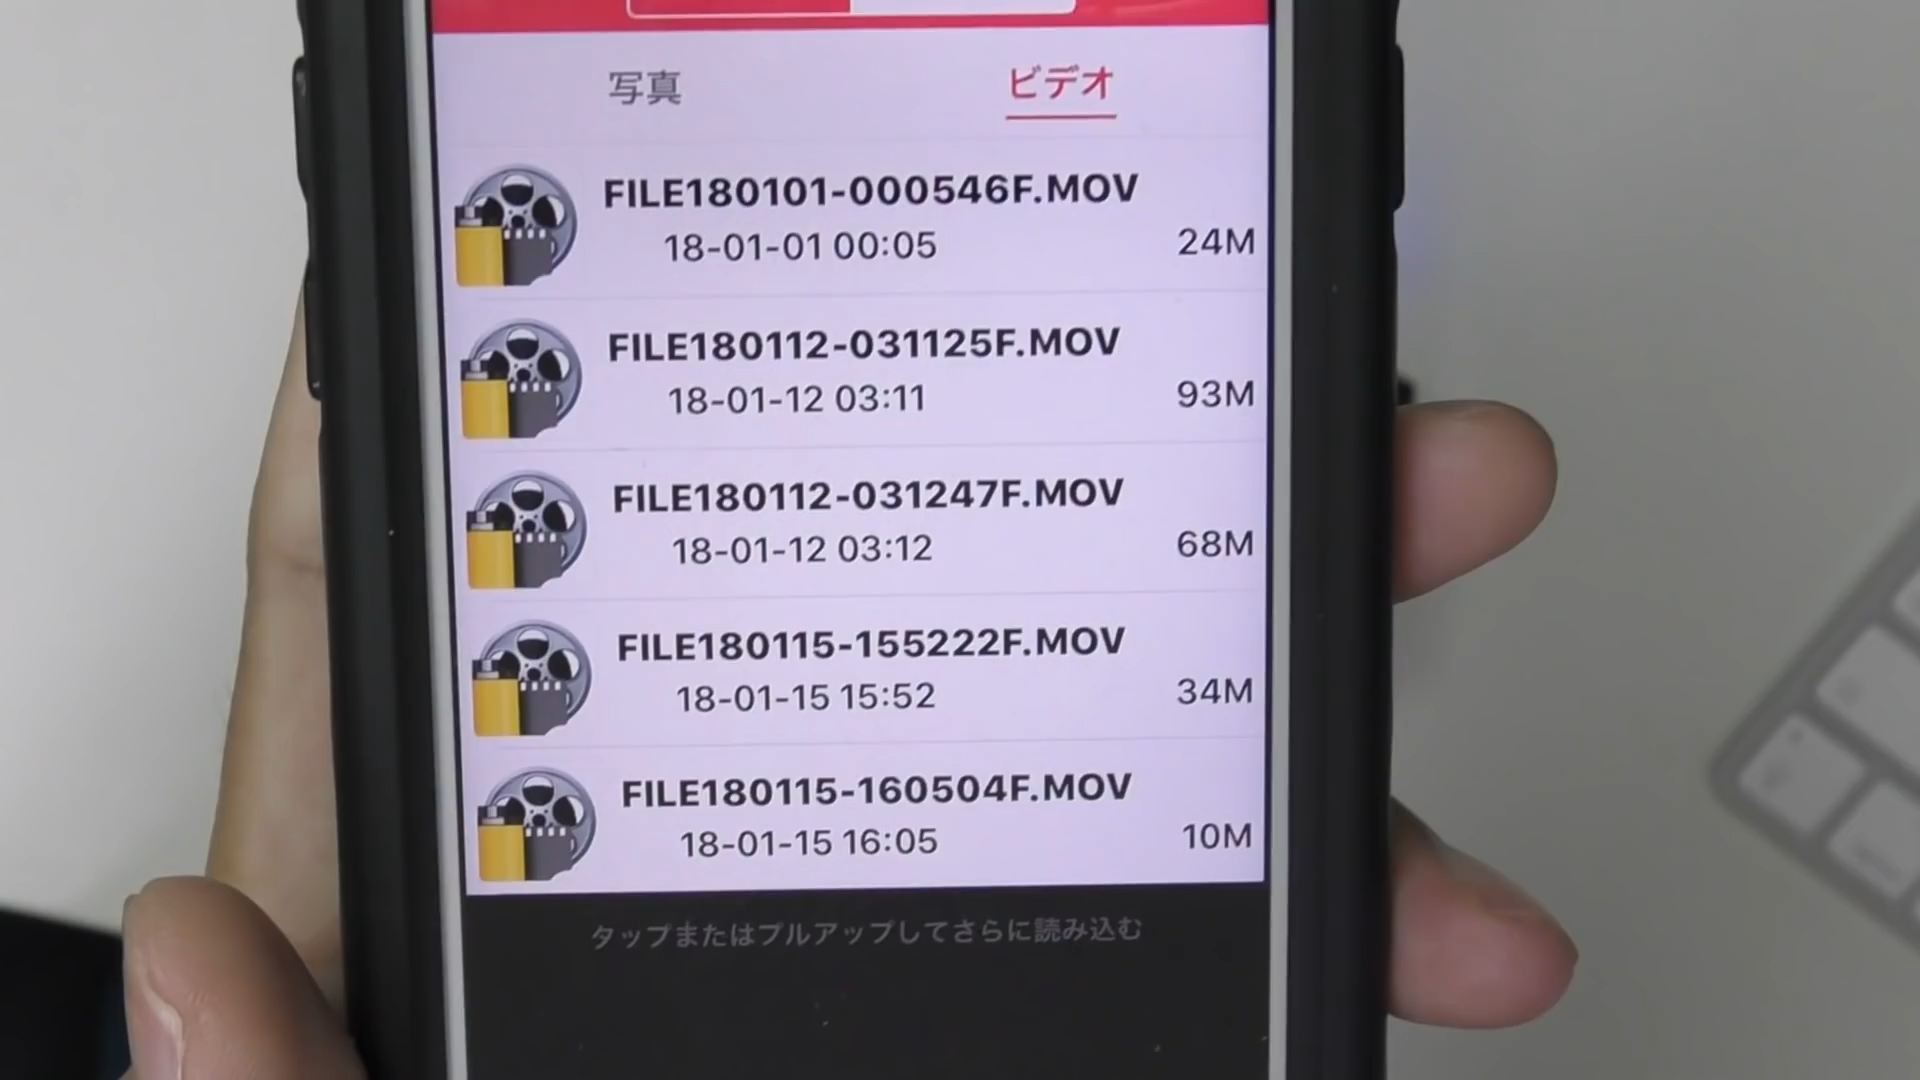 写真
ビデオ
FILE180101-000546F.MOV
18-01-01 00:05
24M
FILE180112-031125F.MOV
18-01-12 03:11
93M
FILE180112-031247F.MOV
18-01-12 03:12
68M
FILE180115-155222F.MOV
18-01-15 15:52
34M
FILE180115-160504F.MOV
18-01-15 16:05
10M
タップまたはプルアップしてさらに読み込む